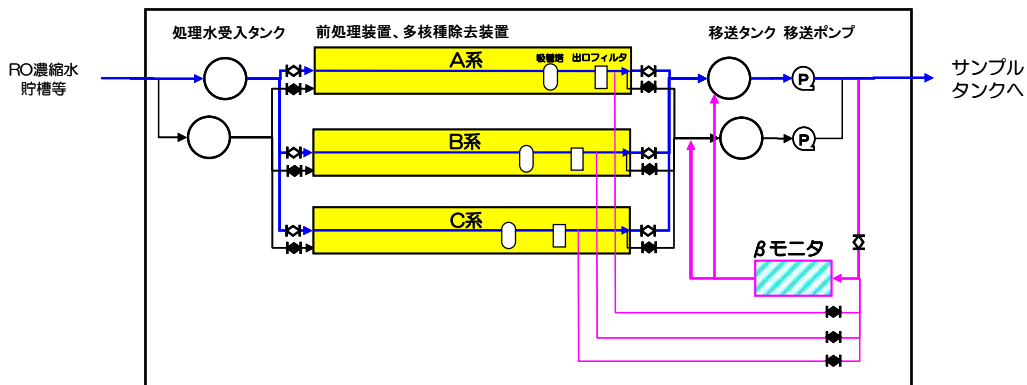 処理水受入タンク
前処理装置、多核種除去装置
移送タンク 移送ポンプ
RO濃縮水
貯槽等
A系
吸着塔 出口フィルタ
P
サンプル
タンクへ
B系
P
C系
βモニタ